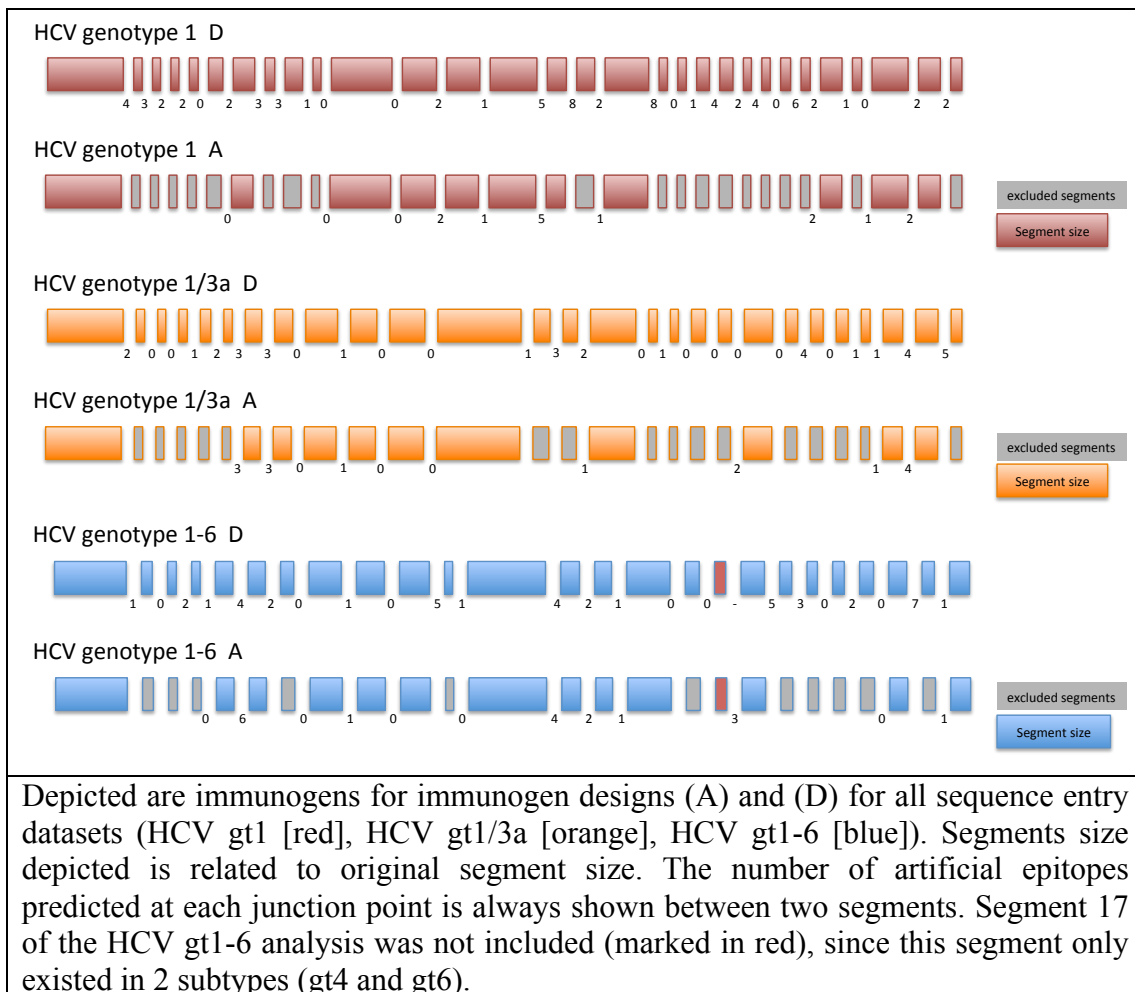 HCV genotype 1 D
4 3 2 2 0 2 3 3 1 0 0 2 1 5 8 2 8 0 1 4 2 4 0 6 2 1 0 2 2
HCV genotype 1 A
excluded segments
0 0 0 2 1 5 1 2 1 2
Segment size
HCV genotype 1/3a D
2 0 0 1 2 3 3 0 1 0 0 1 3 2 0 1 0 0 0 0 4 0 1 1 4 5
HCV genotype 1/3a A
excluded segments
3 3 0 1 0 0 1 2 1 4
Segment size
HCV genotype 1-6 D
1 0 2 1 4 2 0 1 0 5 1 4 2 1 0 0 - 5 3 0 2 0 7 1
HCV genotype 1-6 A
excluded segments
0 6 0 1 0 0 4 2 1 3 0 1
Segment size
Depicted are immunogens for immunogen designs (A) and (D) for all sequence entry
datasets (HCV gt1 [red], HCV gt1/3a [orange], HCV gt1-6 [blue]). Segments size
depicted is related to original segment size. The number of artificial epitopes
predicted at each junction point is always shown between two segments. Segment 17
of the HCV gt1-6 analysis was not included (marked in red), since this segment only
existed in 2 subtypes (gt4 and gt6).